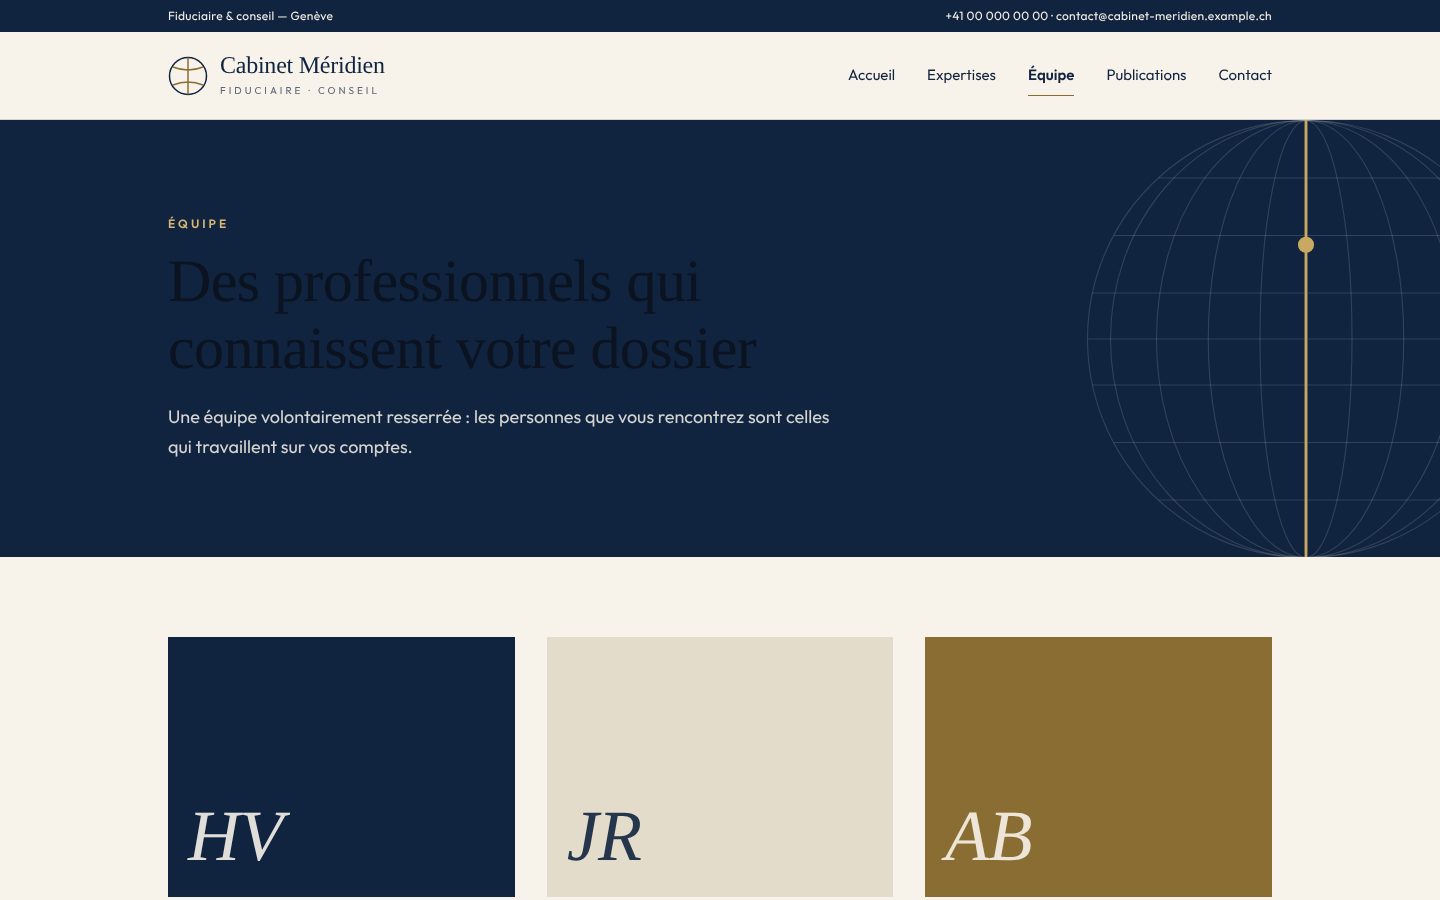 Fiduciaire & conseil — Genève
+41 00 000 00 00 · contact@cabinet-meridien.example.ch
Cabinet Méridien
FIDUCIAIRE · CONSEIL
Accueil Expertises Équipe Publications Contact
ÉQUIPE
Des professionnels qui
connaissent votre dossier
Une équipe volontairement resserrée : les personnes que vous rencontrez sont celles
qui travaillent sur vos comptes.
HV
JR
AB